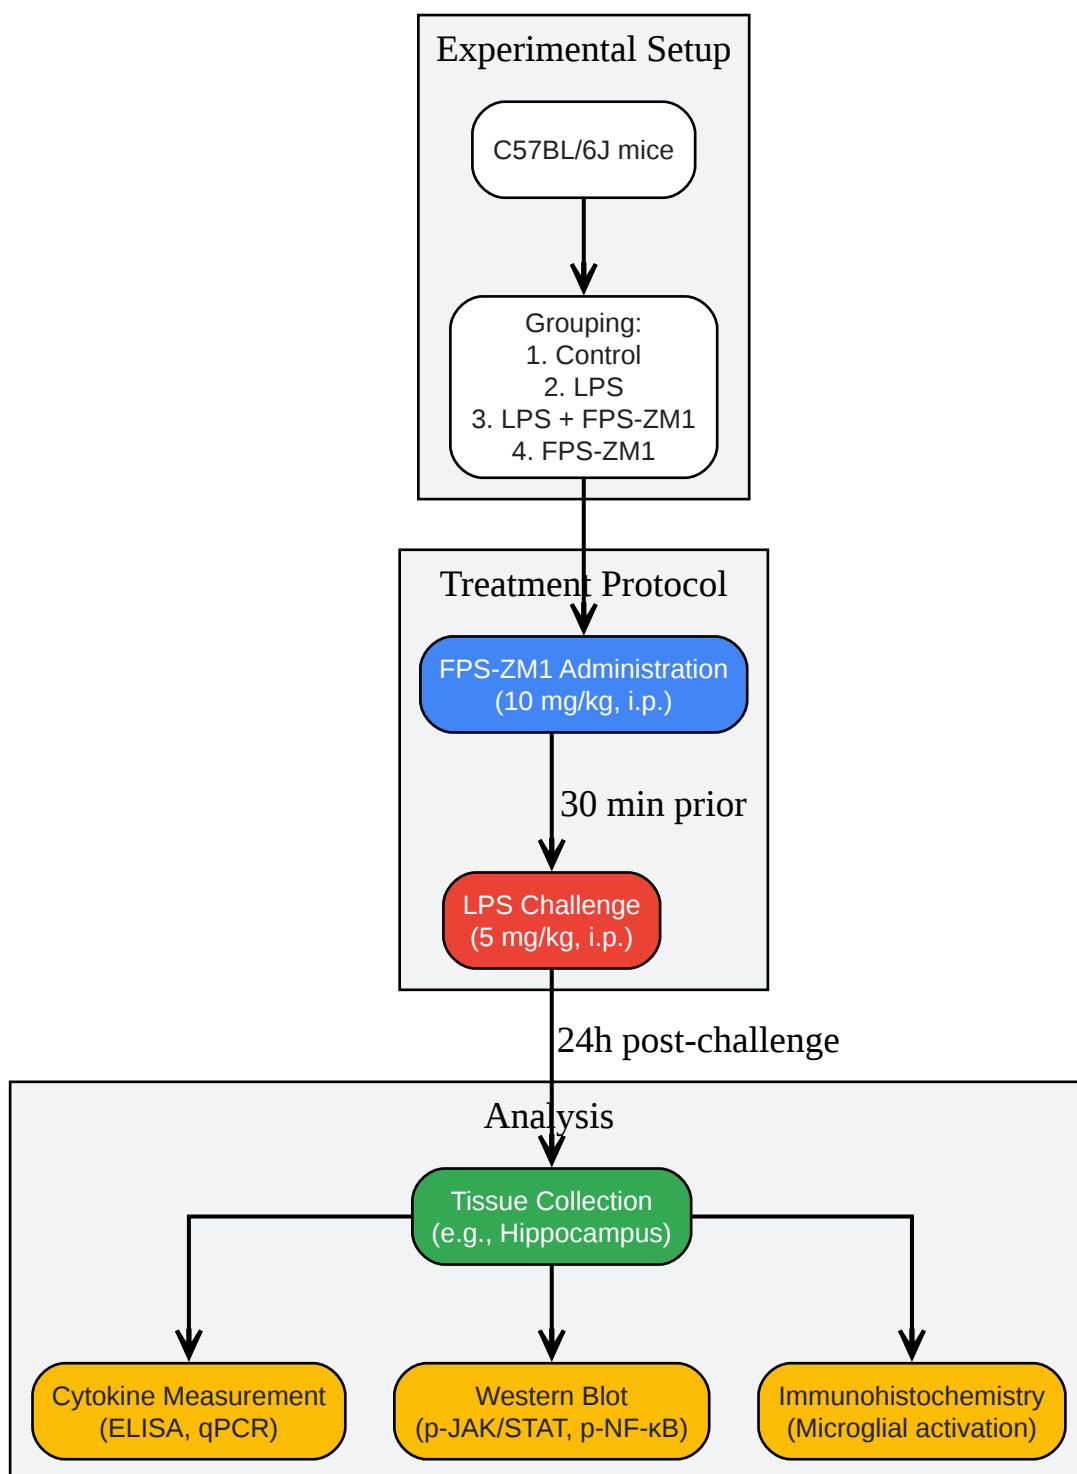 Experimental Setup
C57BL/6J mice
Grouping:
1. Control
2. LPS
3. LPS + FPS-ZM1
4. FPS-ZM1
Treatment Protocol
FPS-ZM1 Administration
(10 mg/kg, i.p.)
30 min prior
LPS Challenge
(5 mg/kg, i.p.)
24h post-challenge
Analysis
Tissue Collection
(e.g., Hippocampus)
Cytokine Measurement
(ELISA, qPCR)
Western Blot
(p-JAK/STAT, p-NF-κB)
Immunohistochemistry
(Microglial activation)